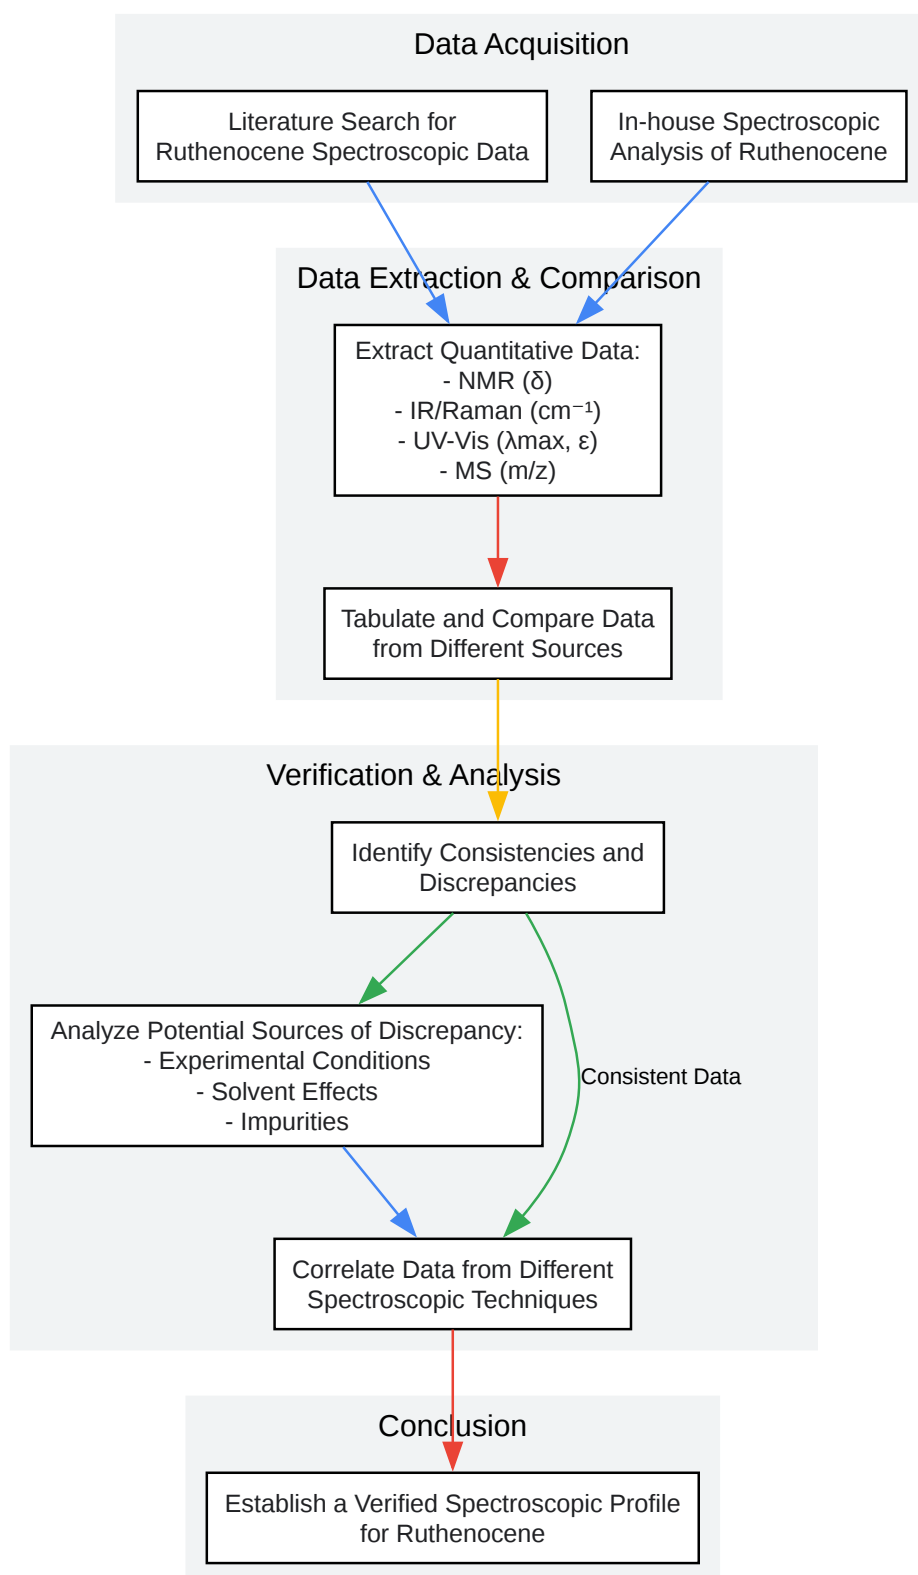 Data Acquisition
Literature Search for
Ruthenocene Spectroscopic Data
In-house Spectroscopic
Analysis of Ruthenocene
Data Extraction & Comparison
Extract Quantitative Data:
- NMR (δ)
- IR/Raman (cm⁻¹)
- UV-Vis (λmax, ε)
- MS (m/z)
Tabulate and Compare Data
from Different Sources
Verification & Analysis
Identify Consistencies and
Discrepancies
Analyze Potential Sources of Discrepancy:
- Experimental Conditions
- Solvent Effects
- Impurities
Consistent Data
Correlate Data from Different
Spectroscopic Techniques
Conclusion
Establish a Verified Spectroscopic Profile
for Ruthenocene